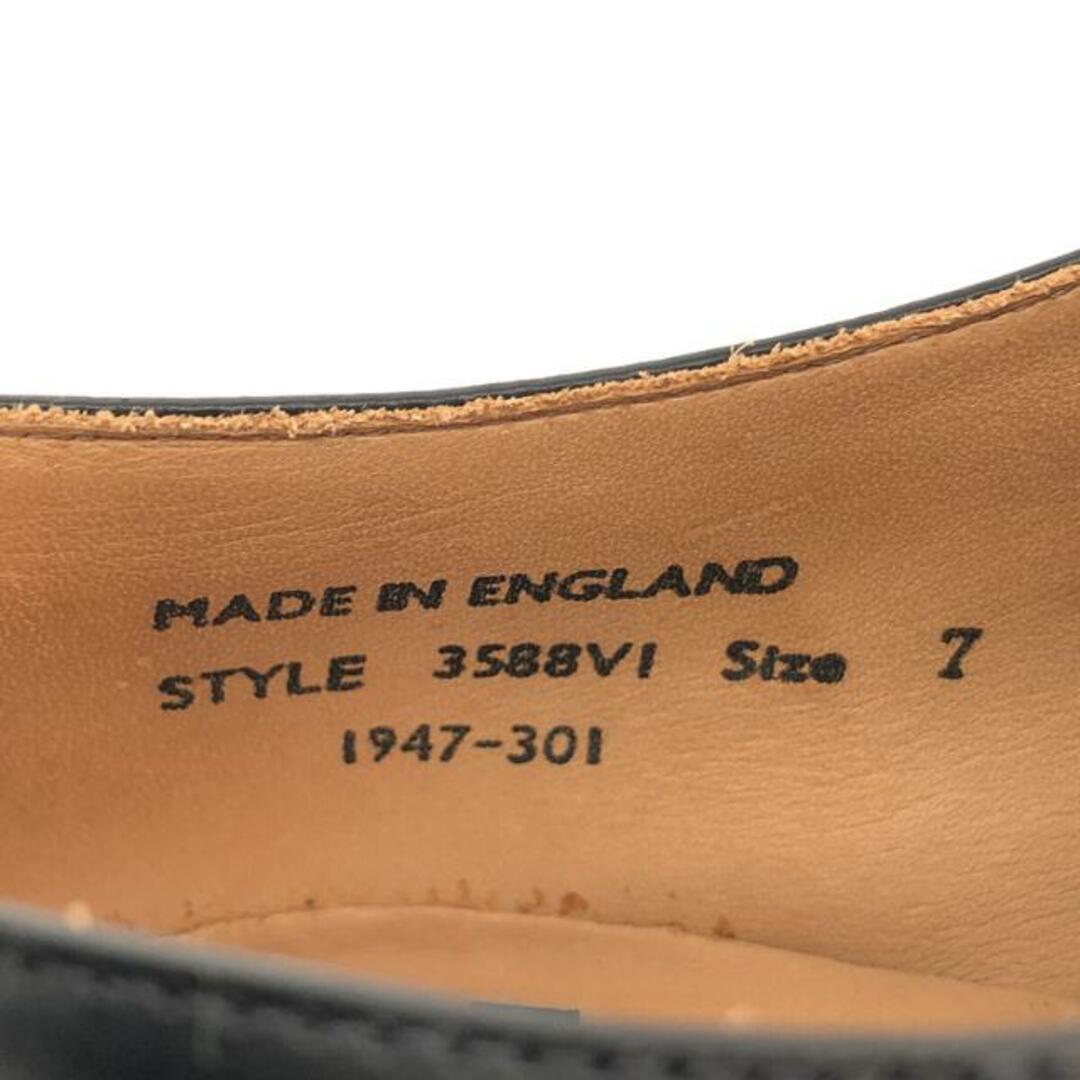 MADE IN ENGLAND
STYLE 3588VI Size 7
1947-301